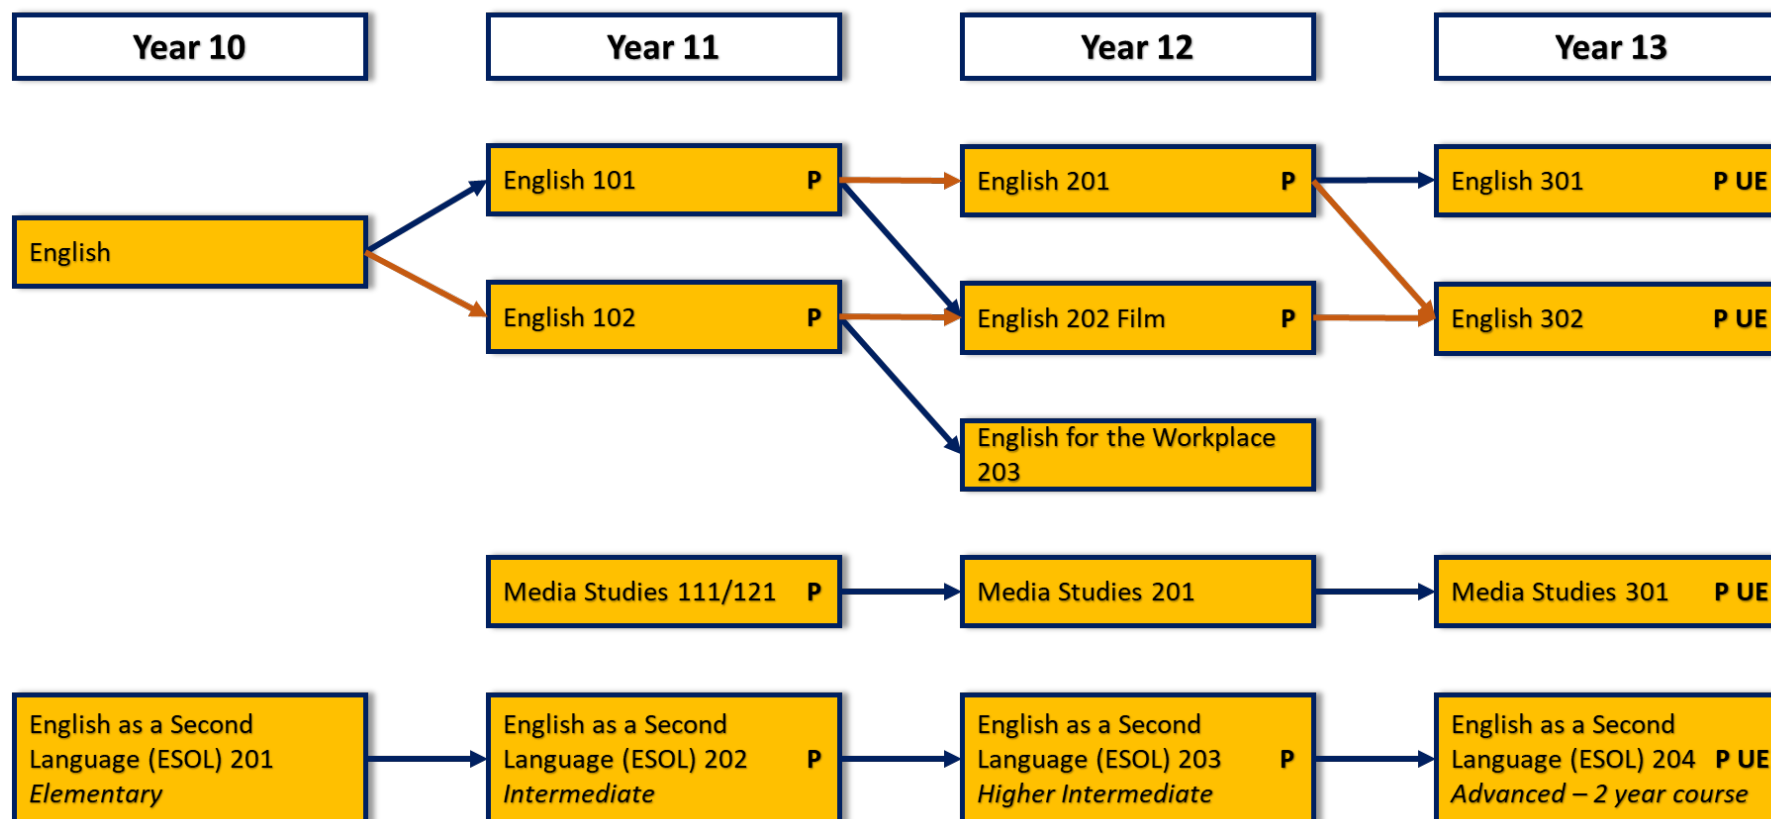 Year 10
Year 11
Year 12
Year 13
English 101 P
English 201 P
English 301 P UE
English
English 102 P
English 202 Film P
English 302 P UE
English for the Workplace
203
Media Studies 111/121 P
Media Studies 201
Media Studies 301 P UE
English as a Second
Language (ESOL) 201
Elementary
English as a Second
Language (ESOL) 202 P
Intermediate
English as a Second
Language (ESOL) 203 P
Higher Intermediate
English as a Second
Language (ESOL) 204 P UE
Advanced – 2 year course